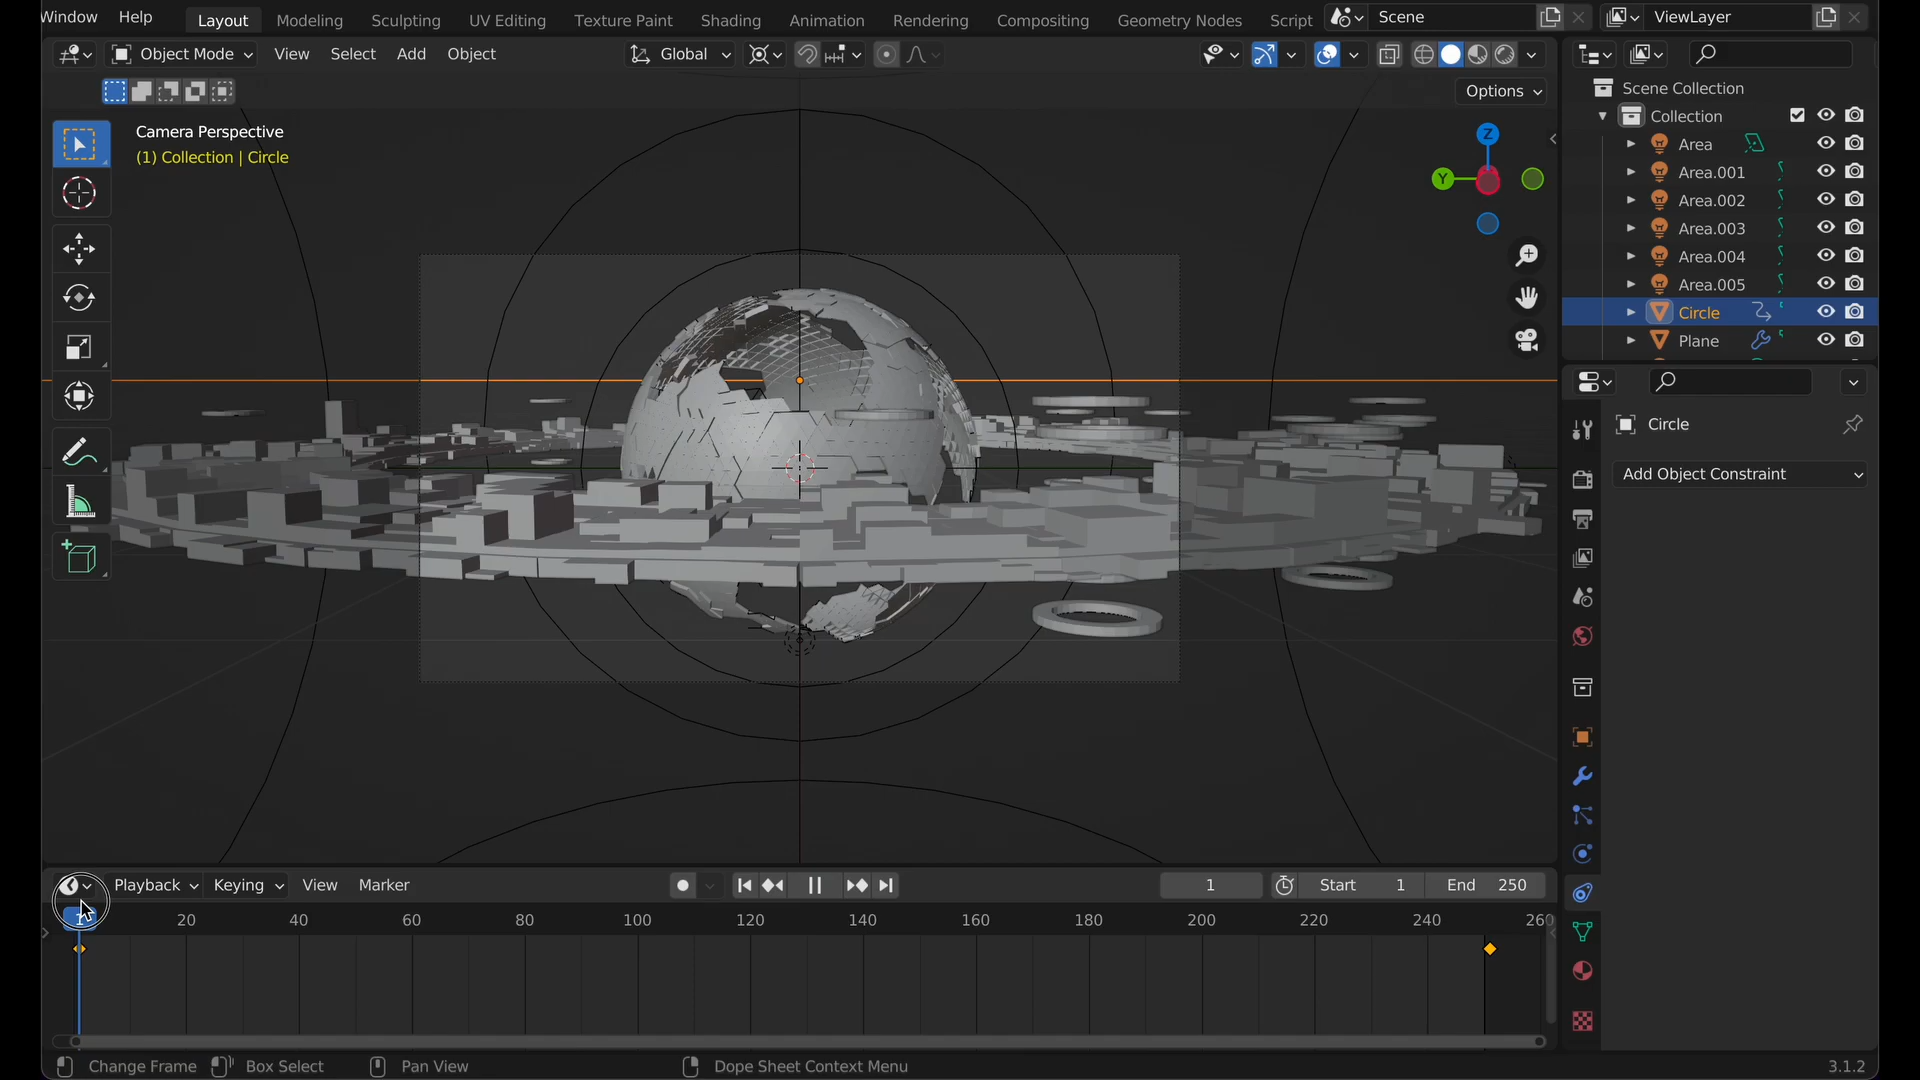 Window Help Layout Modeling Sculpting UV Editing Texture Paint Shading Animation Rendering Compositing Geometry Nodes Script Scene ViewLayer
Object Mode View Select Add Object Global
Options
Camera Perspective
(1) Collection | Circle
Z
Y
Scene Collection
Collection
Area
Area.001
Area.002
Area.003
Area.004
Area.005
Circle
Plane
Circle
Add Object Constraint
Playback Keying View Marker 1 Start 1 End 250
1 20 40 60 80 100 120 140 160 180 200 220 240 260
Change Frame Box Select Pan View Dope Sheet Context Menu 3.1.2